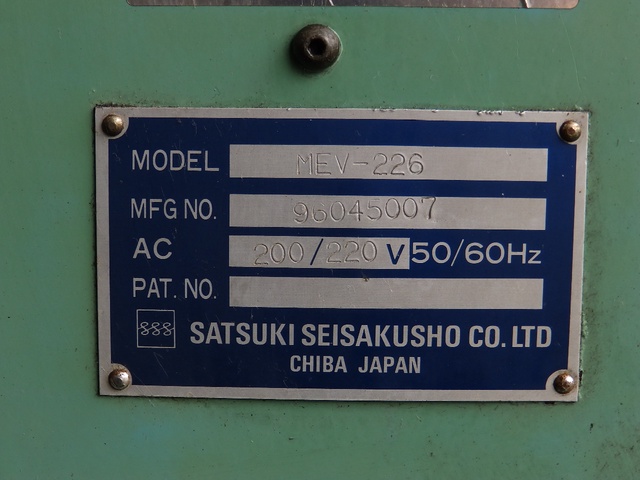 MODEL MEV-226
MFG NO. 96045007
AC 200/220 V 50/60Hz
PAT. NO.
888 SATSUKI SEISAKUSHO CO. LTD
CHIBA JAPAN